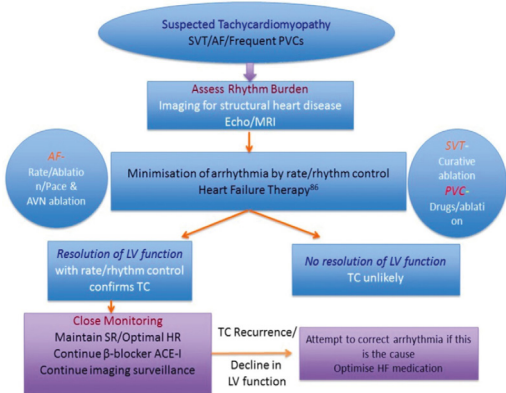 Suspected Tachycardiomyopathy
SVT/AF/Frequent PVCs
Assess Rhythm Burden
Imaging for structural heart disease
Echo/MRI
AF-
Rate/Ablatio
n/Pace &
AVN ablation
Minimisation of arrhythmia by rate/rhythm control
Heart Failure Therapy86
SVT-
Curative
ablation
PVC-
Drugs/ablati
on
Resolution of LV function
with rate/rhythm control
confirms TC
No resolution of LV function
TC unlikely
Close Monitoring
Maintain SR/Optimal HR
Continue β-blocker ACE-I
Continue imaging surveillance
TC Recurrence/
Decline in
LV function
Attempt to correct arrhythmia if this
is the cause
Optimise HF medication